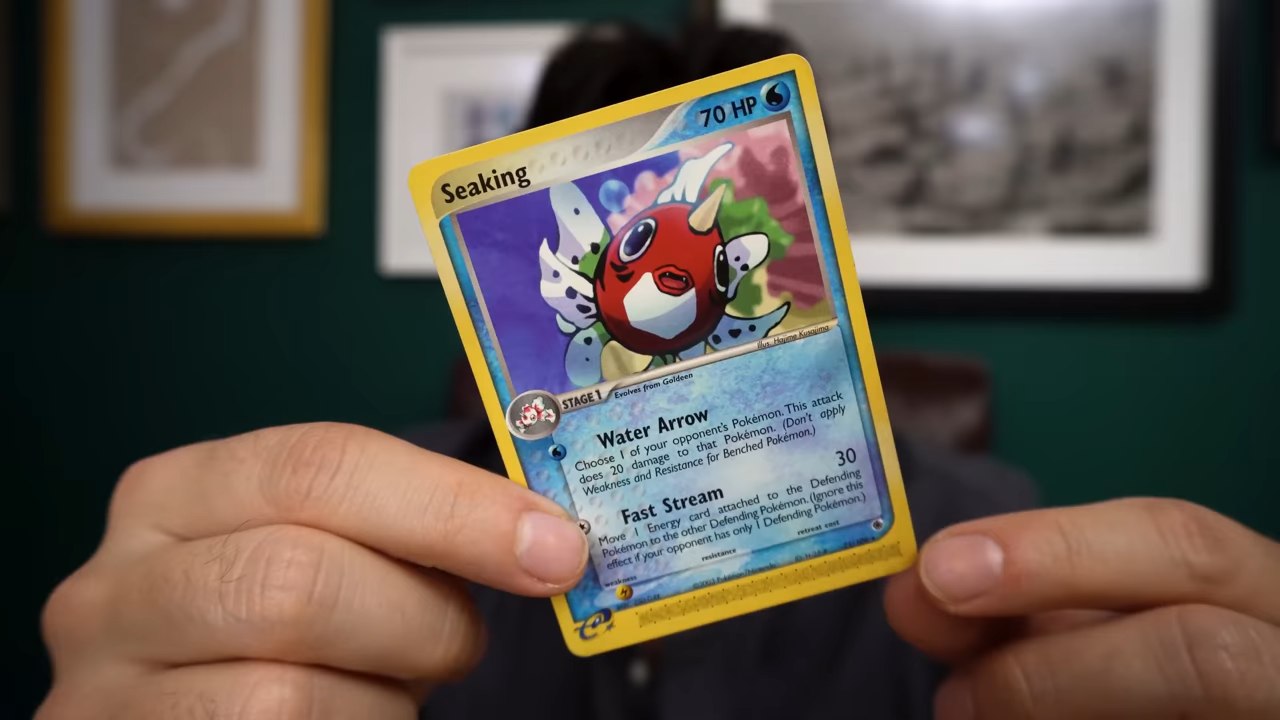 Seaking
70 HP
Illus. Hajime Kusajima
STAGE 1
Evolves from Goldeen
Water Arrow
Choose 1 of your opponent's Pokémon. This attack
does 20 damage to that Pokémon. (Don't apply
Weakness and Resistance for Benched Pokémon.)
Fast Stream 30
Move 1 Energy card attached to the Defending
Pokémon to the other Defending Pokémon. (Ignore this
effect if your opponent has only 1 Defending Pokémon.)
weakness resistance retreat cost